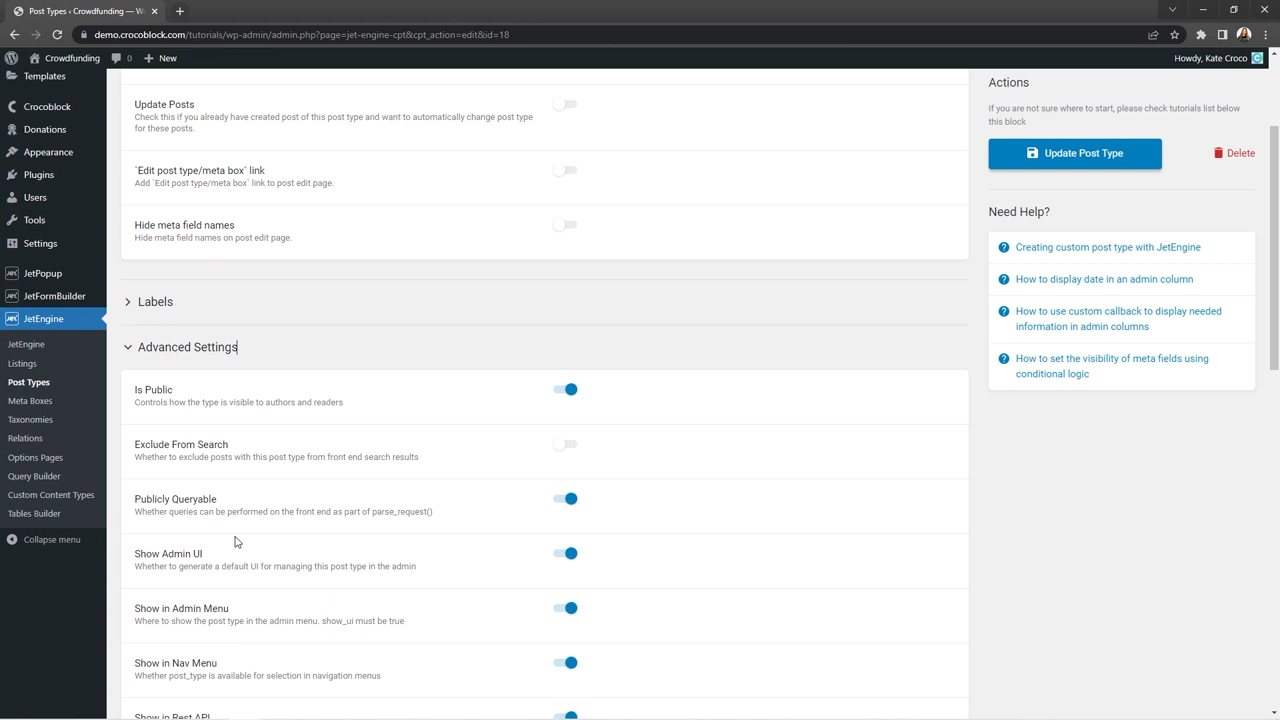 Post Types ‹ Crowdfunding — W
demo.crocoblock.com/tutorials/wp-admin/admin.php?page=jet-engine-cpt&cpt_action=edit&id=18
Crowdfunding
0
New
Howdy, Kate Croco
Templates
Crocoblock
Donations
Appearance
Plugins
Users
Tools
Settings
JetPopup
JetFormBuilder
JetEngine
JetEngine
Listings
Post Types
Meta Boxes
Taxonomies
Relations
Options Pages
Query Builder
Custom Content Types
Tables Builder
Collapse menu
Update Posts
Check this if you already have created post of this post type and want to automatically change post type
for these posts.
`Edit post type/meta box` link
Add `Edit post type/meta box` link to post edit page.
Hide meta field names
Hide meta field names on post edit page.
Labels
Advanced Settings
Is Public
Controls how the type is visible to authors and readers
Exclude From Search
Whether to exclude posts with this post type from front end search results
Publicly Queryable
Whether queries can be performed on the front end as part of parse_request()
Show Admin UI
Whether to generate a default UI for managing this post type in the admin
Show in Admin Menu
Where to show the post type in the admin menu. show_ui must be true
Show in Nav Menu
Whether post_type is available for selection in navigation menus
Show in Rest API
Actions
If you are not sure where to start, please check tutorials list below
this block
Update Post Type
Delete
Need Help?
Creating custom post type with JetEngine
How to display date in an admin column
How to use custom callback to display needed
information in admin columns
How to set the visibility of meta fields using
conditional logic